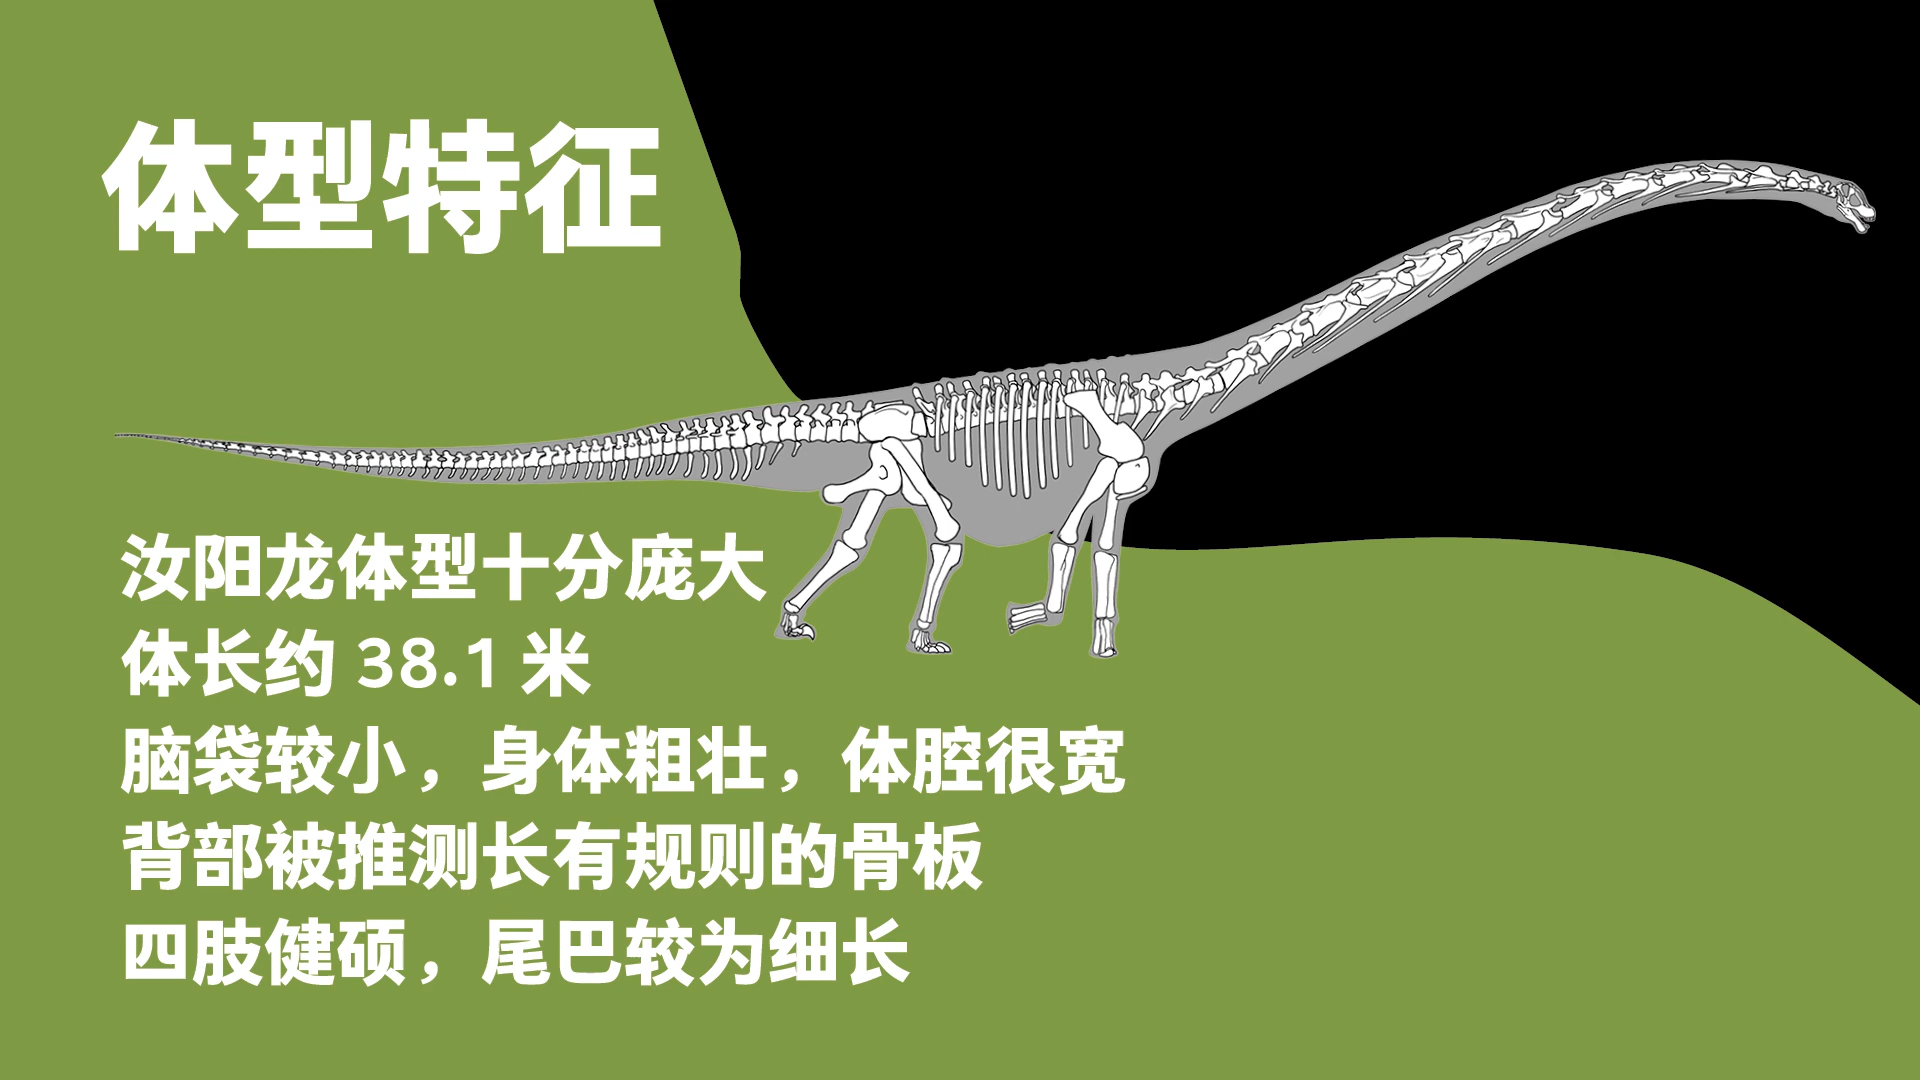 体型特征
汝阳龙体型十分庞大
体长约 38.1 米
脑袋较小，身体粗壮，体腔很宽
背部被推测长有规则的骨板
四肢健硕，尾巴较为细长